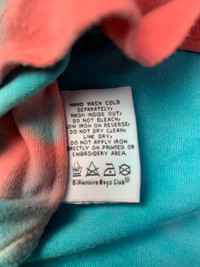 HAND WASH COLD
SEPARATELY,
WASH INSIDE OUT,
DO NOT BLEACH,
LOW IRON ON REVERSE,
DO NOT DRY CLEAN,
LINE DRY,
DO NOT APPLY IRON
DIRECTLY ON PRINTED OR
EMBROIDERY AREA.
Billionaire Boys Club®